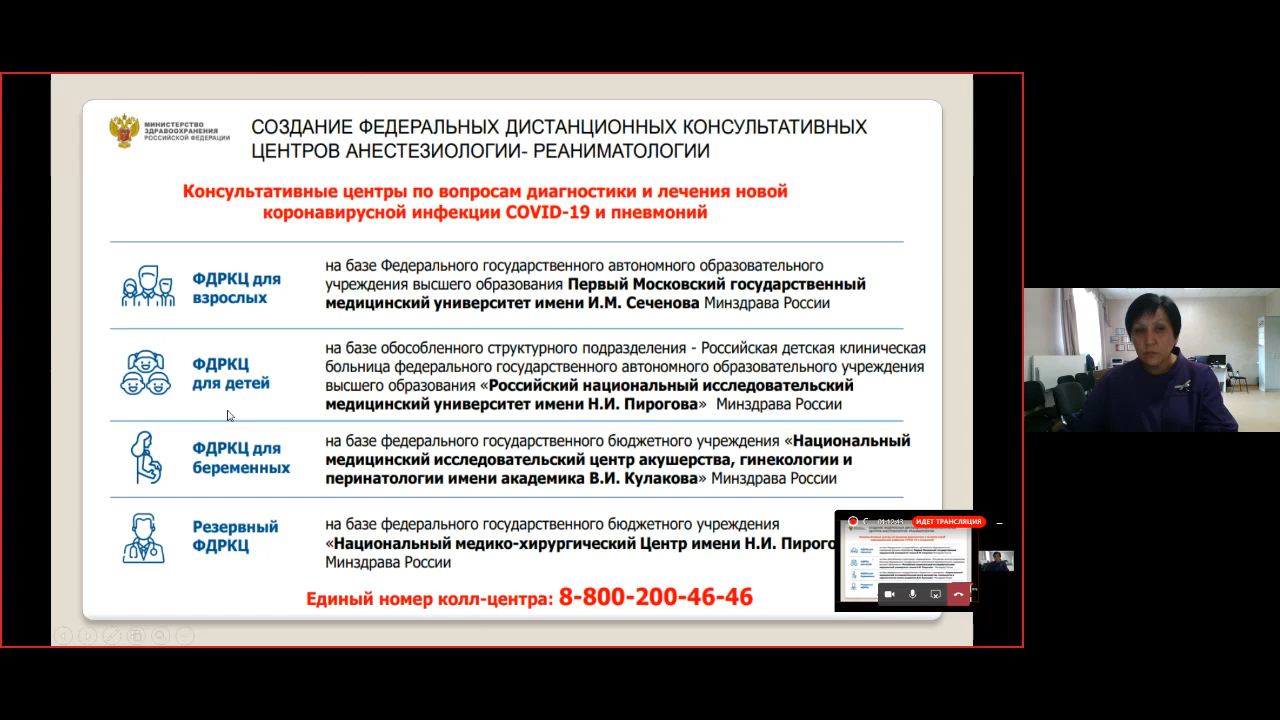 МИНИСТЕРСТВО
ЗДРАВООХРАНЕНИЯ
РОССИЙСКОЙ ФЕДЕРАЦИИ
СОЗДАНИЕ ФЕДЕРАЛЬНЫХ ДИСТАНЦИОННЫХ КОНСУЛЬТАТИВНЫХ
ЦЕНТРОВ АНЕСТЕЗИОЛОГИИ- РЕАНИМАТОЛОГИИ
Консультативные центры по вопросам диагностики и лечения новой
коронавирусной инфекции COVID-19 и пневмоний
ФДРКЦ для
взрослых
на базе Федерального государственного автономного образовательного
учреждения высшего образования Первый Московский государственный
медицинский университет имени И.М. Сеченова Минздрава России
ФДРКЦ
для детей
на базе обособленного структурного подразделения - Российская детская клиническая
больница федерального государственного автономного образовательного учреждения
высшего образования «Российский национальный исследовательский
медицинский университет имени Н.И. Пирогова» Минздрава России
ФДРКЦ для
беременных
на базе федерального государственного бюджетного учреждения «Национальный
медицинский исследовательский центр акушерства, гинекологии и
перинатологии имени академика В.И. Кулакова» Минздрава России
Резервный
ФДРКЦ
на базе федерального государственного бюджетного учреждения
«Национальный медико-хирургический Центр имени Н.И. Пирого
Минздрава России
Единый номер колл-центра: 8-800-200-46-46
01:12:43 ИДЕТ ТРАНСЛЯЦИЯ